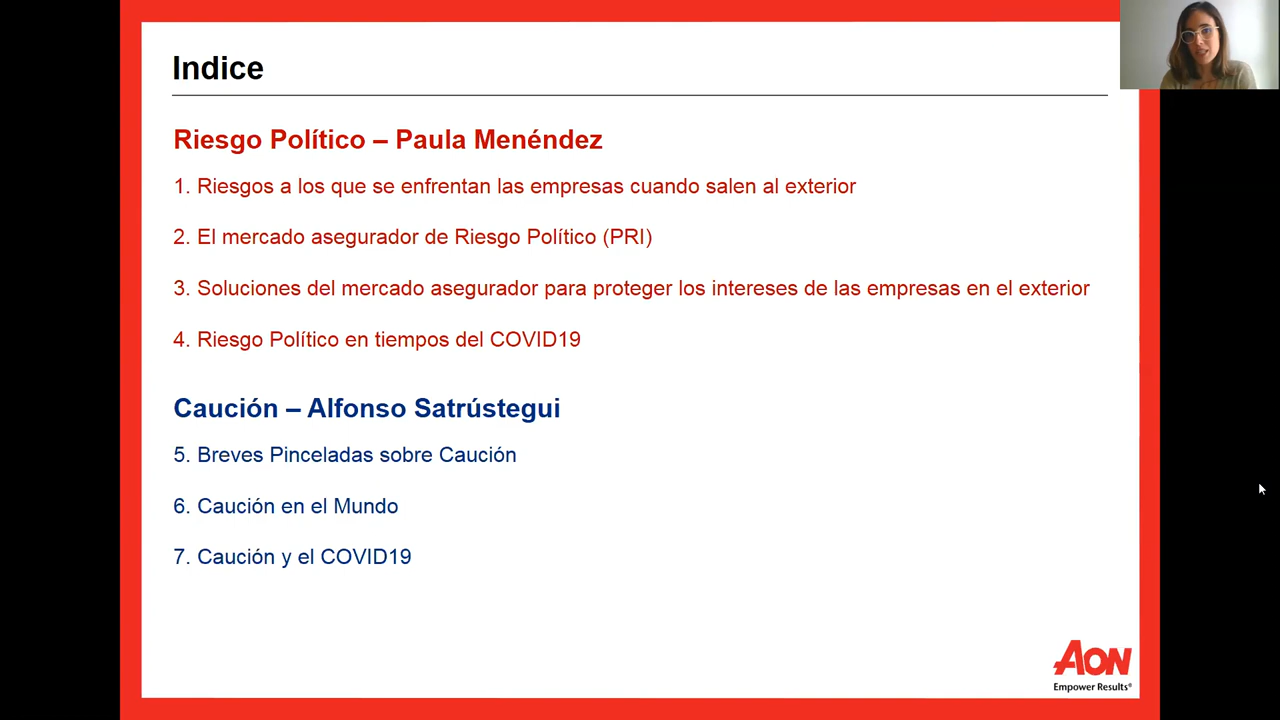 Indice
Riesgo Político – Paula Menéndez
1. Riesgos a los que se enfrentan las empresas cuando salen al exterior
2. El mercado asegurador de Riesgo Político (PRI)
3. Soluciones del mercado asegurador para proteger los intereses de las empresas en el exterior
4. Riesgo Político en tiempos del COVID19
Caución – Alfonso Satrústegui
5. Breves Pinceladas sobre Caución
6. Caución en el Mundo
7. Caución y el COVID19
AON
Empower Results®